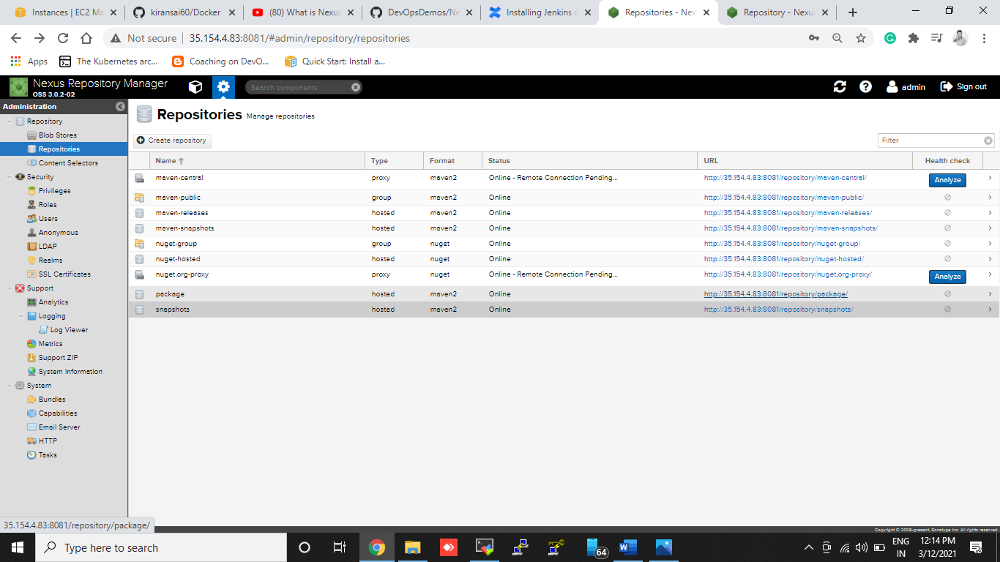 Instances | EC2 Ma
kiransai60/Docker
(80) What is Nexus
DevOpsDemos/Ne
Installing Jenkins o
Repositories - Nex
Repository - Nexus
Not secure
35.154.4.83:8081/#admin/repository/repositories
Apps
The Kubernetes arc...
Coaching on DevO...
Quick Start: Install a...
Nexus Repository Manager
OSS 3.0.2-02
Search components
admin
Sign out
Administration
Repository
Blob Stores
Repositories
Content Selectors
Security
Privileges
Roles
Users
Anonymous
LDAP
Realms
SSL Certificates
Support
Analytics
Logging
Log Viewer
Metrics
Support ZIP
System Information
System
Bundles
Capabilities
Email Server
HTTP
Tasks
Repositories Manage repositories
Create repository
Filter
Name Type Format Status URL Health check
maven-central proxy maven2 Online - Remote Connection Pending... http://35.154.4.83:8081/repository/maven-central/ Analyze
maven-public group maven2 Online http://35.154.4.83:8081/repository/maven-public/
maven-releases hosted maven2 Online http://35.154.4.83:8081/repository/maven-releases/
maven-snapshots hosted maven2 Online http://35.154.4.83:8081/repository/maven-snapshots/
nuget-group group nuget Online http://35.154.4.83:8081/repository/nuget-group/
nuget-hosted hosted nuget Online http://35.154.4.83:8081/repository/nuget-hosted/
nuget.org-proxy proxy nuget Online - Remote Connection Pending... http://35.154.4.83:8081/repository/nuget.org-proxy/ Analyze
package hosted maven2 Online http://35.154.4.83:8081/repository/package/
snapshots hosted maven2 Online http://35.154.4.83:8081/repository/snapshots/
35.154.4.83:8081/repository/package/
Copyright © 2008-present, Sonatype Inc. All rights reserved.
Type here to search
64
ENG
IN
12:14 PM
3/12/2021